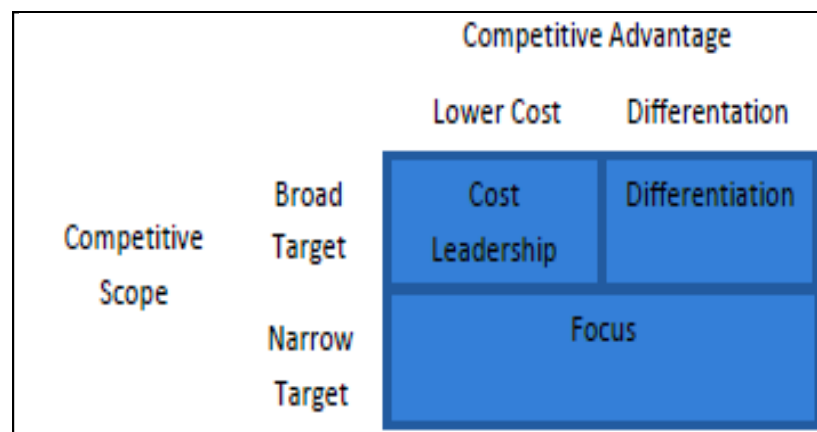 Competitive Advantage
Lower Cost Differentation
Broad Target
Cost Leadership
Differentiation
Competitive Scope
Narrow Target
Focus